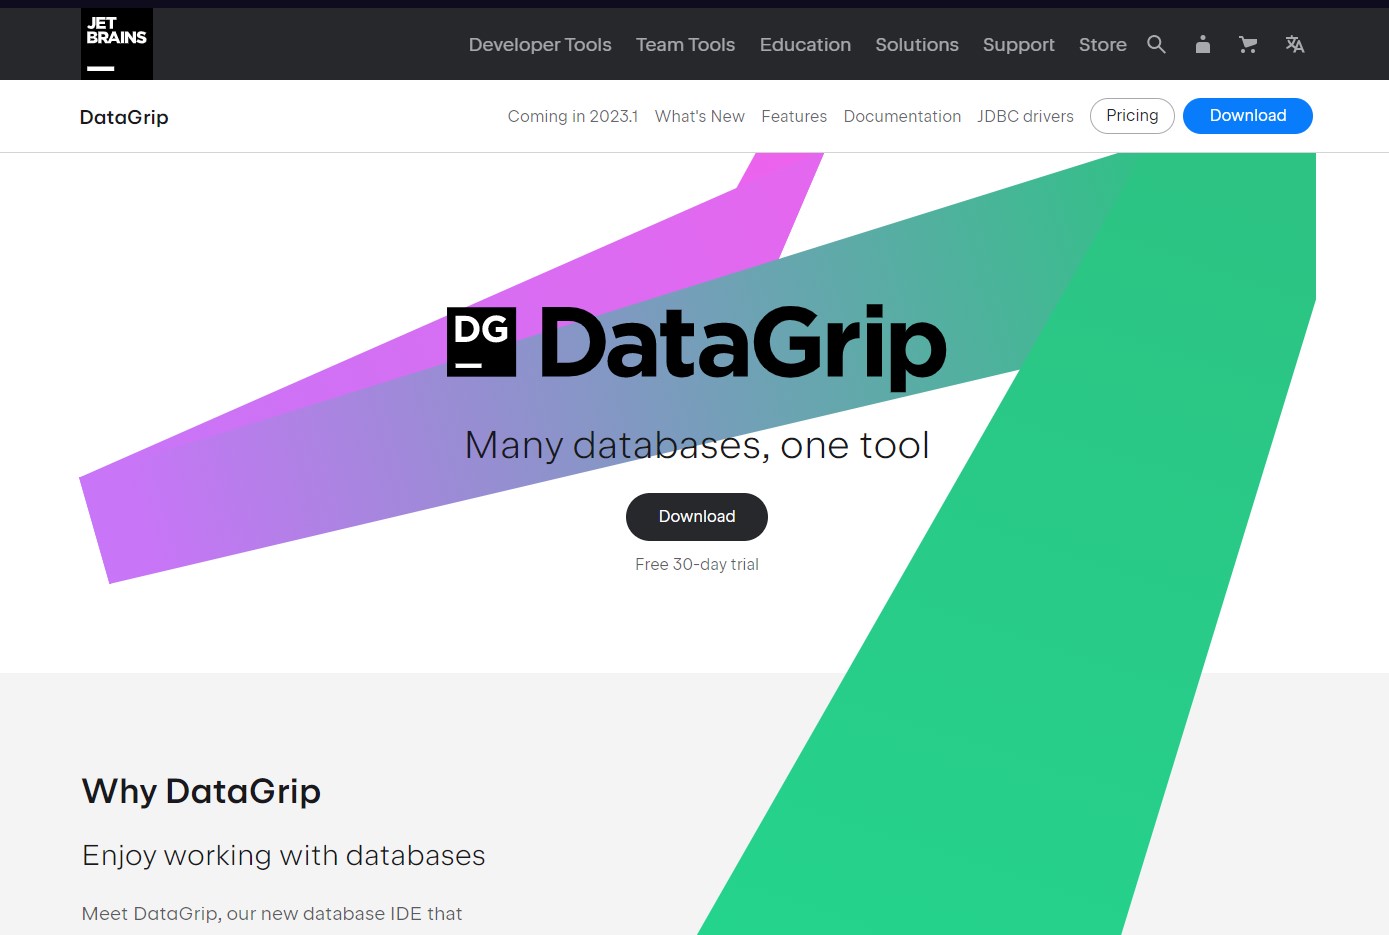 JET
BRAINS
Developer Tools Team Tools Education Solutions Support Store
DataGrip
Coming in 2023.1 What's New Features Documentation JDBC drivers Pricing Download
DG DataGrip
Many databases, one tool
Download
Free 30-day trial
Why DataGrip
Enjoy working with databases
Meet DataGrip, our new database IDE that